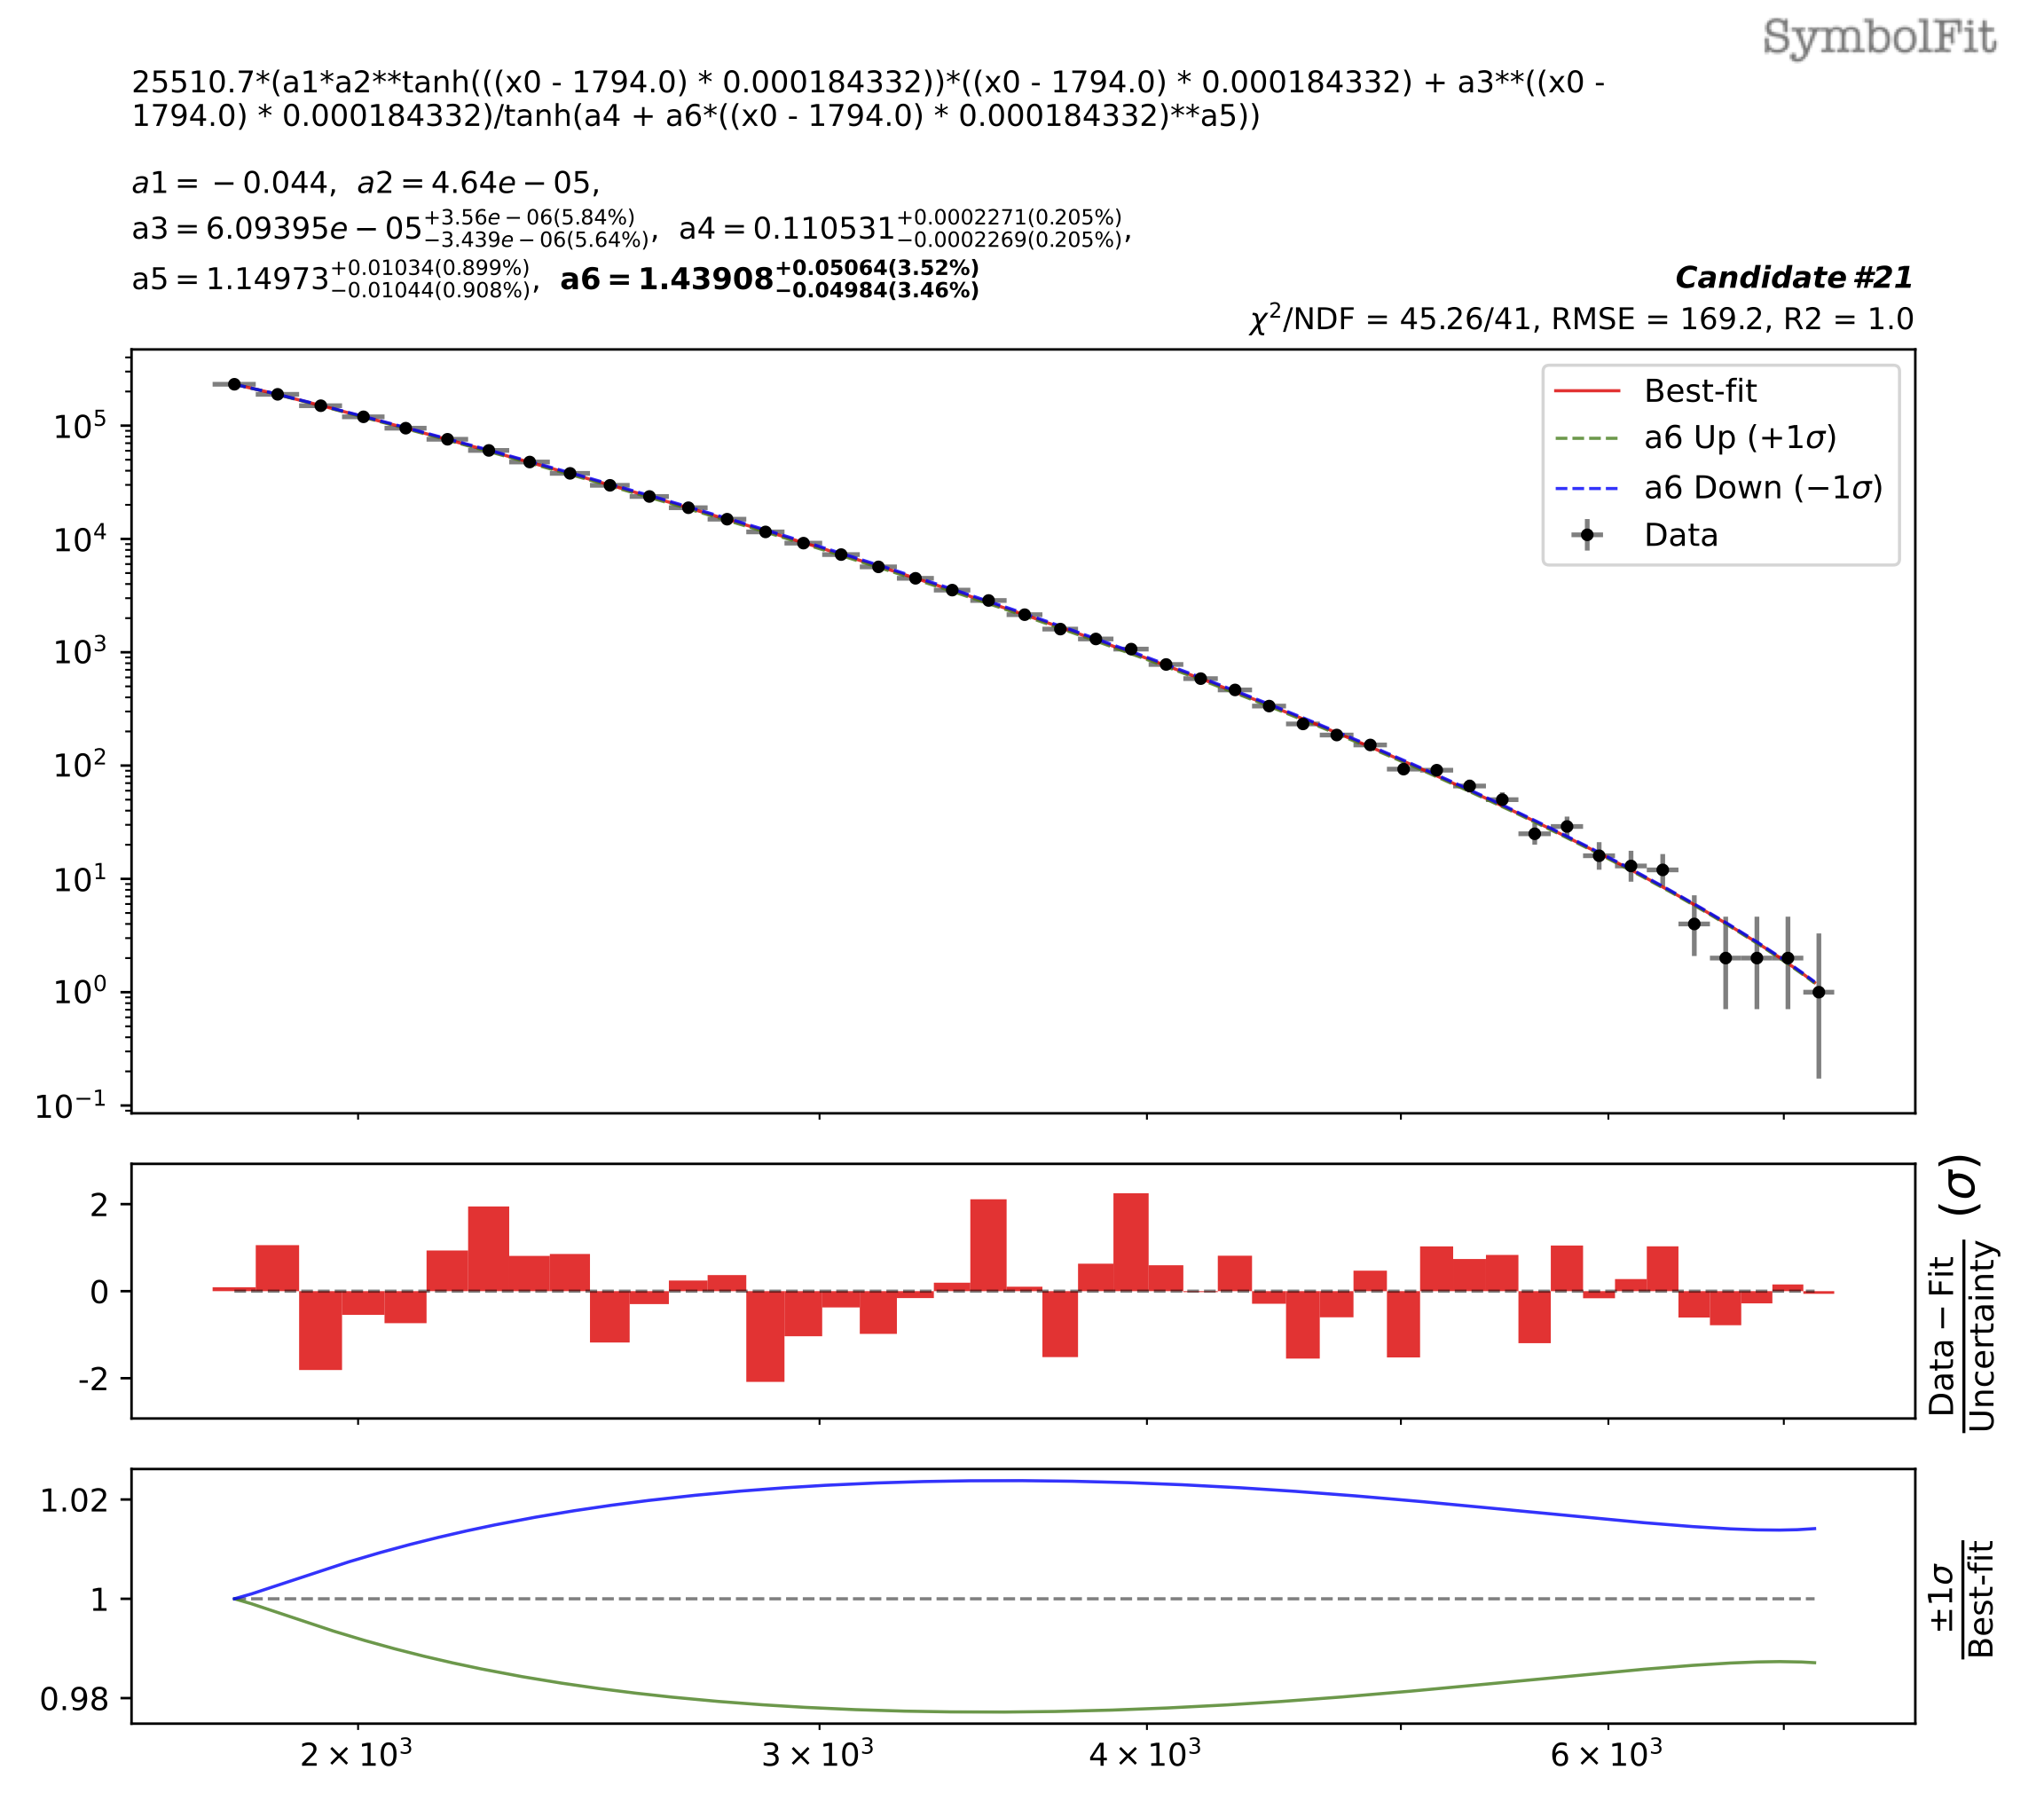 SymbolFit
25510.7*(a1*a2**tanh(((x0 - 1794.0) * 0.000184332))*((x0 - 1794.0) * 0.000184332) + a3**((x0 -
1794.0) * 0.000184332)/tanh(a4 + a6*((x0 - 1794.0) * 0.000184332)**a5))
a1 = −0.044, a2 = 4.64e − 05,
a3 = 6.09395e − 05 +3.56e − 06(5.84%) −3.439e − 06(5.64%), a4 = 0.110531 +0.0002271(0.205%) −0.0002269(0.205%),
a5 = 1.14973 +0.01034(0.899%) −0.01044(0.908%), a6 = 1.43908 +0.05064(3.52%) −0.04984(3.46%)
Candidate #21
χ²/NDF = 45.26/41, RMSE = 169.2, R2 = 1.0
Best-fit
a6 Up (+1σ)
a6 Down (−1σ)
Data
10⁵
10⁴
10³
10²
10¹
10⁰
10⁻¹
2
0
-2
Data − Fit
Uncertainty
(σ)
1.02
1
0.98
±1σ
Best-fit
2 × 10³
3 × 10³
4 × 10³
6 × 10³